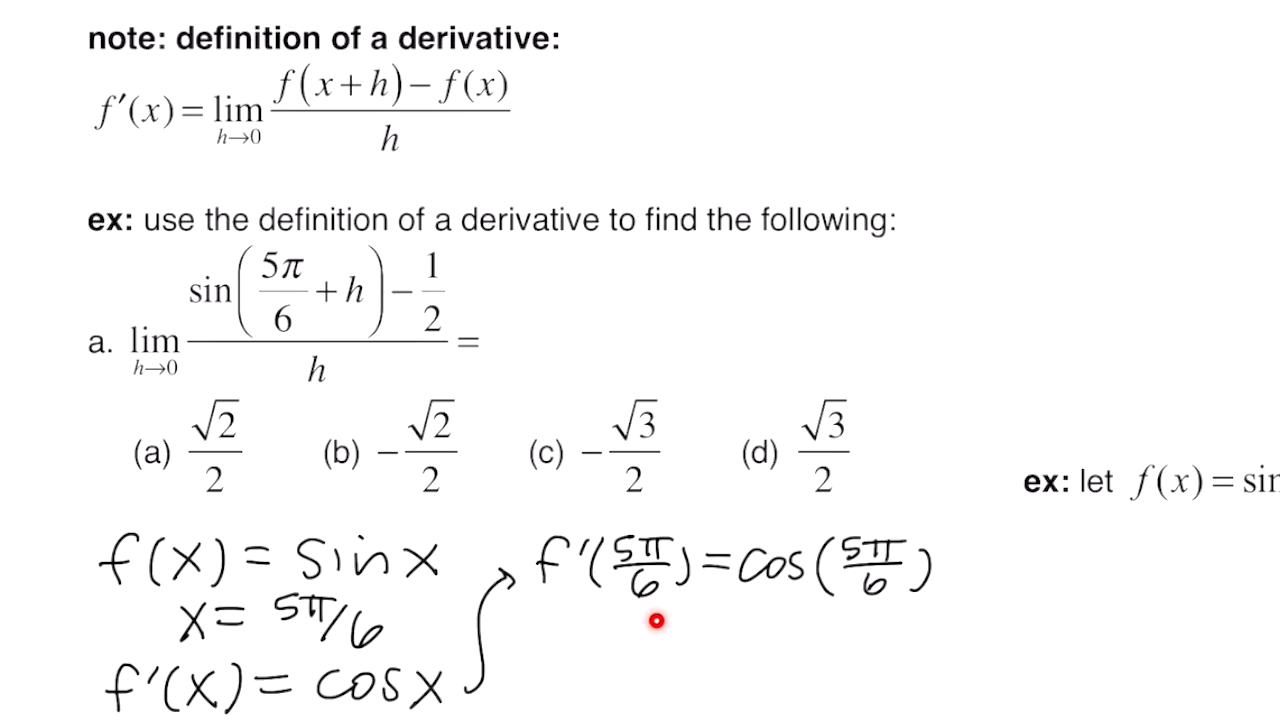 note: definition of a derivative:
f′(x) = lim h→0 f(x+h) − f(x) / h
ex: use the definition of a derivative to find the following:
a. lim h→0 sin(5π/6 + h) − 1/2 / h =
(a) √2/2 (b) −√2/2 (c) −√3/2 (d) √3/2
ex: let f(x) = sin
f(x) = sin x
x = 5π/6
f′(x) = cos x
f′(5π/6) = cos(5π/6)